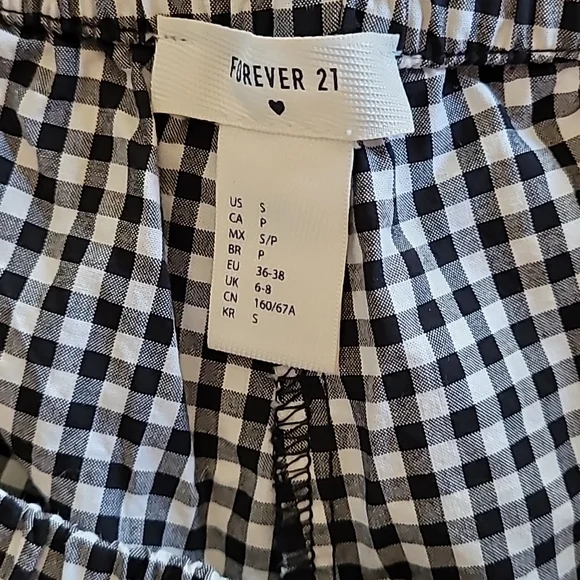 FOREVER 21
US S
CA P
MX S/P
BR P
EU 36-38
UK 6-8
CN 160/67A
KR S